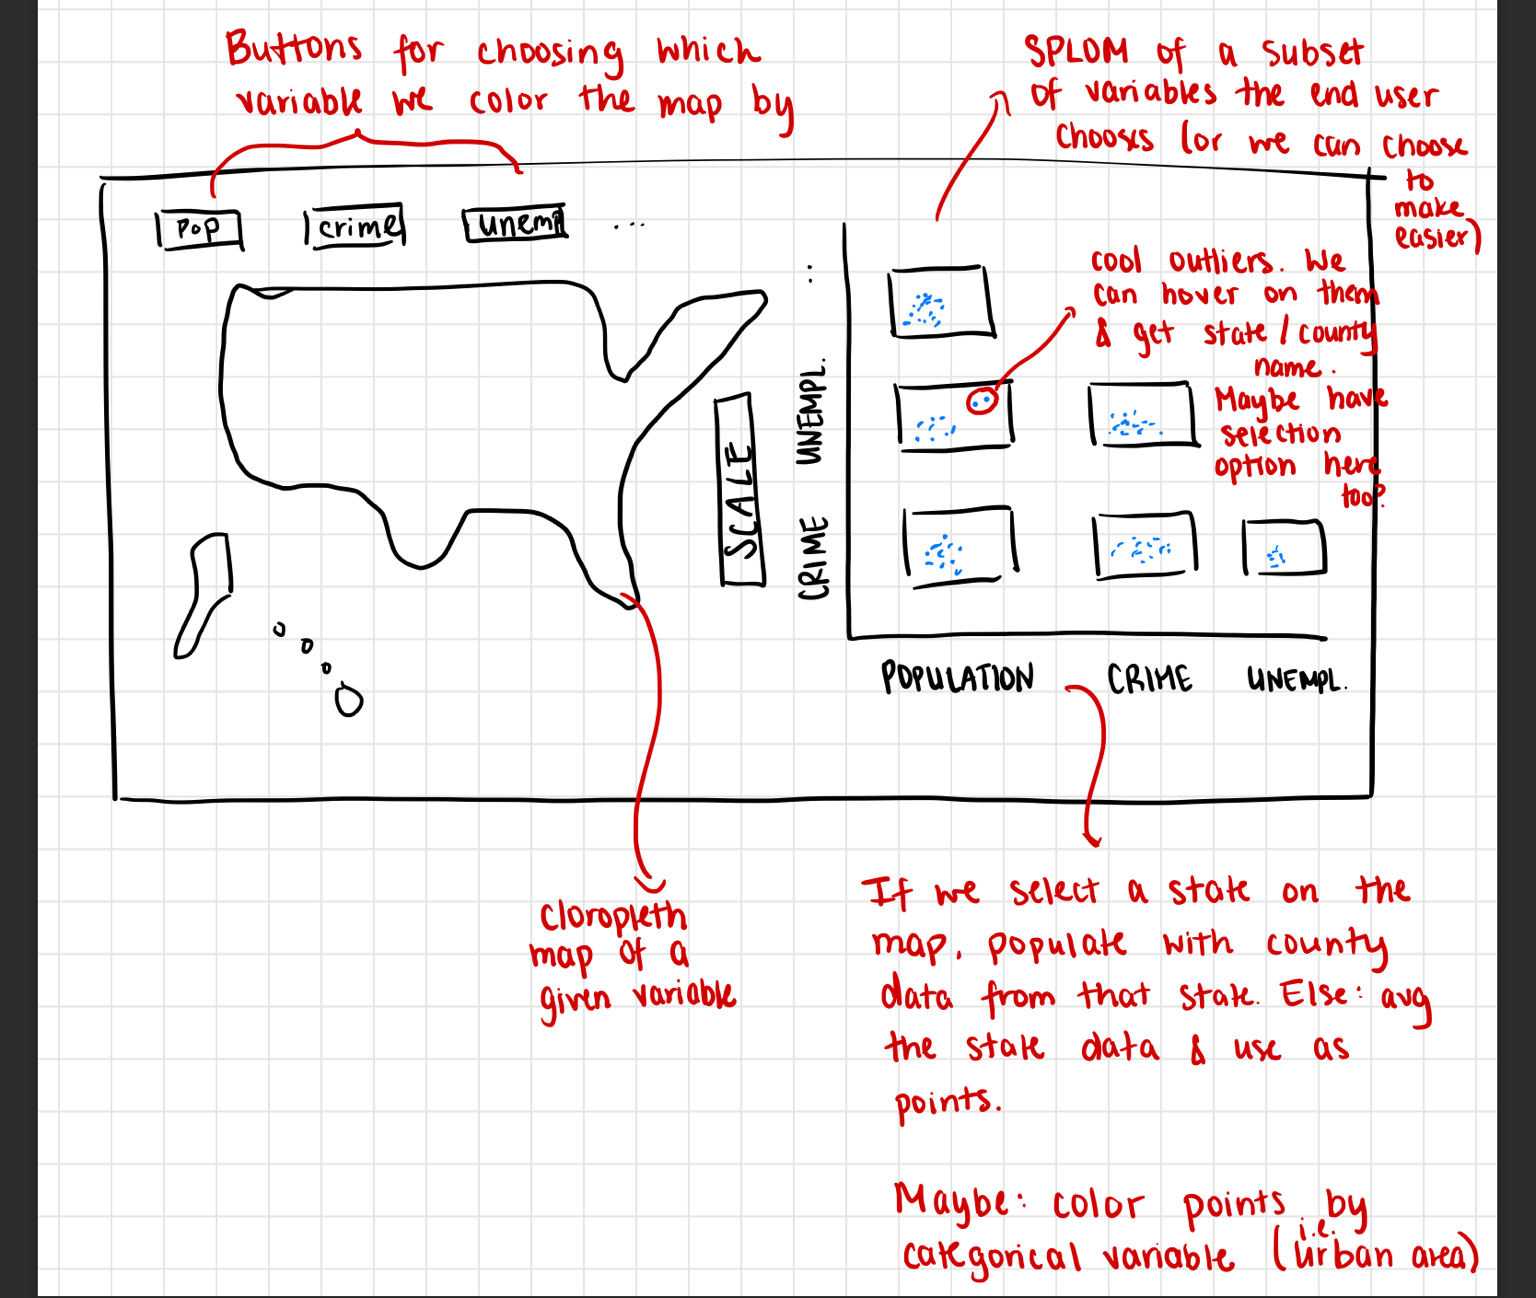 Buttons for choosing which
variable we color the map by
SPLOM of a subset
of variables the end user
chooses (or we can choose
to
make
easier)
Pop
crime
unemp
...
cool outliers. We
can hover on them
& get state / county
name.
Maybe have
selection
option here
too?
SCALE
CRIME UNEMPL. ...
POPULATION CRIME UNEMPL.
Cloropleth
map of a
given variable
If we select a state on the
map, populate with county
data from that state. Else: avg
the state data & use as
points.
Maybe: color points by
i.e.
categorical variable (urban area)